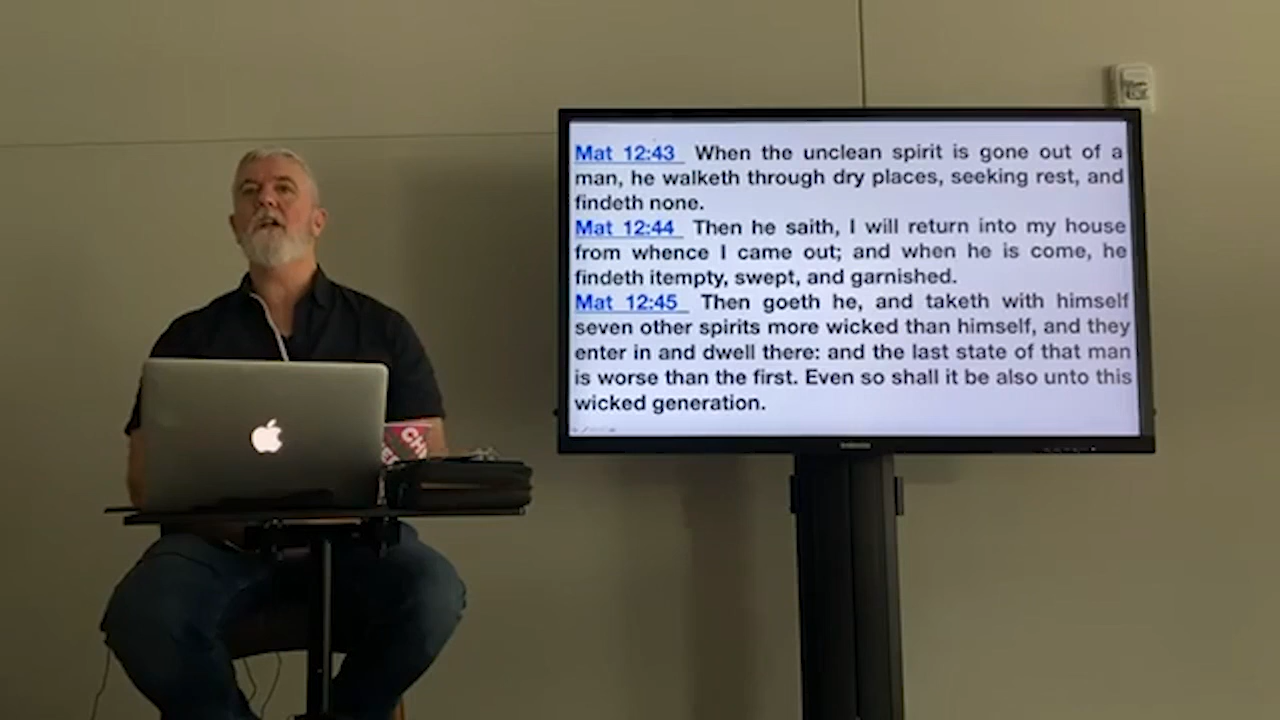 Mat 12:43 When the unclean spirit is gone out of a
man, he walketh through dry places, seeking rest, and
findeth none.
Mat 12:44 Then he saith, I will return into my house
from whence I came out; and when he is come, he
findeth itempty, swept, and garnished.
Mat 12:45 Then goeth he, and taketh with himself
seven other spirits more wicked than himself, and they
enter in and dwell there: and the last state of that man
is worse than the first. Even so shall it be also unto this
wicked generation.